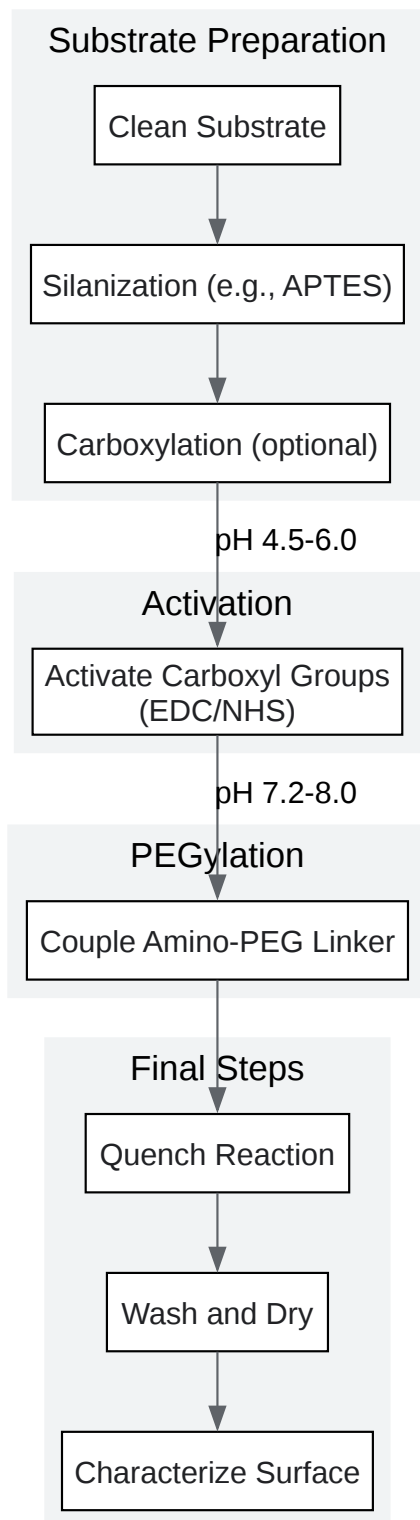 Substrate Preparation
Clean Substrate
Silanization (e.g., APTES)
Carboxylation (optional)
pH 4.5-6.0
Activation
Activate Carboxyl Groups
(EDC/NHS)
pH 7.2-8.0
PEGylation
Couple Amino-PEG Linker
Final Steps
Quench Reaction
Wash and Dry
Characterize Surface